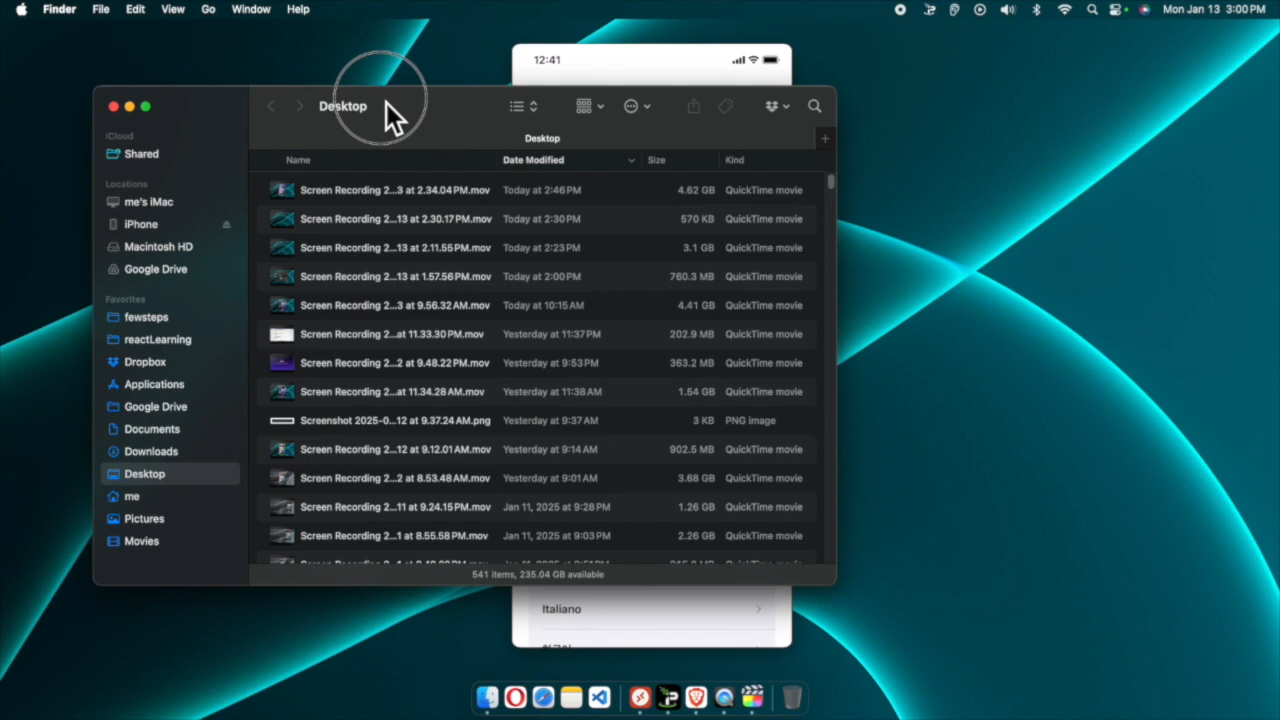 Finder File Edit View Go Window Help Mon Jan 13 3:00 PM
12:41
Desktop
iCloud
Shared
Locations
me's iMac
iPhone
Macintosh HD
Google Drive
Favorites
fewsteps
reactLearning
Dropbox
Applications
Google Drive
Documents
Downloads
Desktop
me
Pictures
Movies
Desktop
Name Date Modified Size Kind
Screen Recording 2...3 at 2.34.04 PM.mov Today at 2:46 PM 4.62 GB QuickTime movie
Screen Recording 2...13 at 2.30.17 PM.mov Today at 2:30 PM 570 KB QuickTime movie
Screen Recording 2...13 at 2.11.55 PM.mov Today at 2:23 PM 3.1 GB QuickTime movie
Screen Recording 2...13 at 1.57.56 PM.mov Today at 2:00 PM 760.3 MB QuickTime movie
Screen Recording 2...3 at 9.56.32 AM.mov Today at 10:15 AM 4.41 GB QuickTime movie
Screen Recording 2...at 11.33.30 PM.mov Yesterday at 11:37 PM 202.9 MB QuickTime movie
Screen Recording 2...2 at 9.48.22 PM.mov Yesterday at 9:53 PM 363.2 MB QuickTime movie
Screen Recording 2...at 11.34.28 AM.mov Yesterday at 11:38 AM 1.54 GB QuickTime movie
Screenshot 2025-0...12 at 9.37.24 AM.png Yesterday at 9:37 AM 3 KB PNG image
Screen Recording 2...12 at 9.12.01 AM.mov Yesterday at 9:14 AM 902.5 MB QuickTime movie
Screen Recording 2...2 at 8.53.48 AM.mov Yesterday at 9:01 AM 3.68 GB QuickTime movie
Screen Recording 2...11 at 9.24.15 PM.mov Jan 11, 2025 at 9:28 PM 1.26 GB QuickTime movie
Screen Recording 2...1 at 8.55.58 PM.mov Jan 11, 2025 at 9:03 PM 2.26 GB QuickTime movie
541 items, 235.04 GB available
Italiano